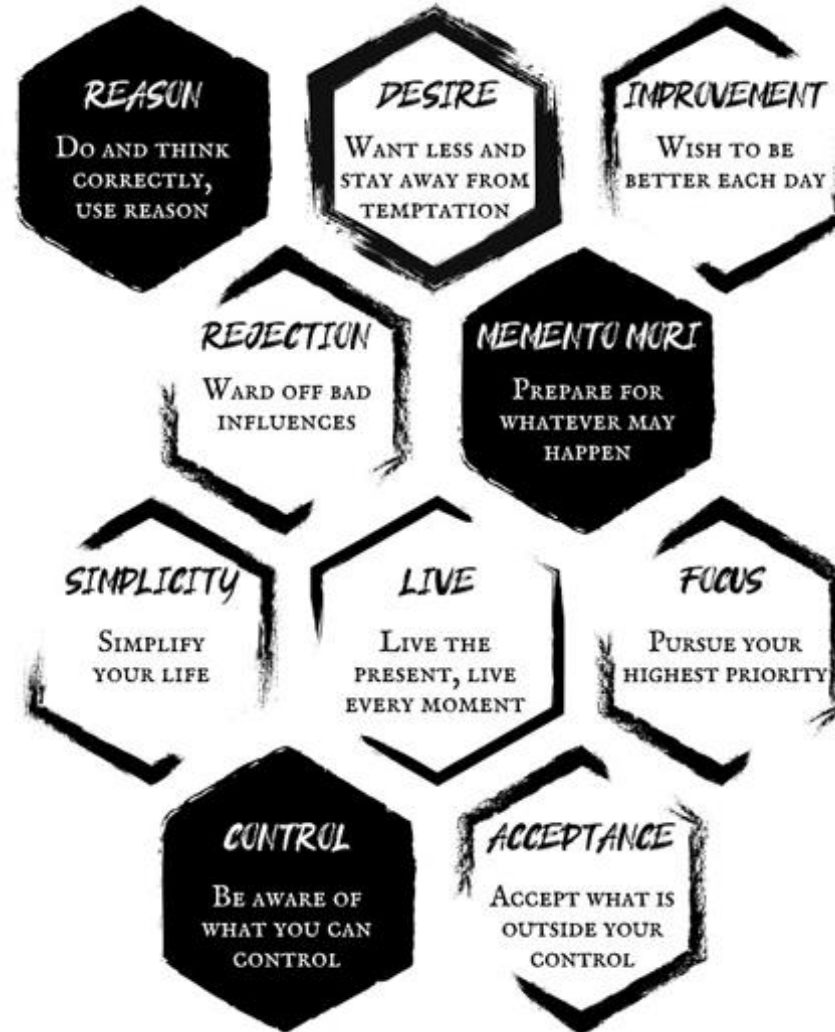 REASON
DO AND THINK
CORRECTLY,
USE REASON
DESIRE
WANT LESS AND
STAY AWAY FROM
TEMPTATION
IMPROVEMENT
WISH TO BE
BETTER EACH DAY
REJECTION
WARD OFF BAD
INFLUENCES
MEMENTO MORI
PREPARE FOR
WHATEVER MAY
HAPPEN
SIMPLICITY
SIMPLIFY
YOUR LIFE
LIVE
LIVE THE
PRESENT, LIVE
EVERY MOMENT
FOCUS
PURSUE YOUR
HIGHEST PRIORITY
CONTROL
BE AWARE OF
WHAT YOU CAN
CONTROL
ACCEPTANCE
ACCEPT WHAT IS
OUTSIDE YOUR
CONTROL